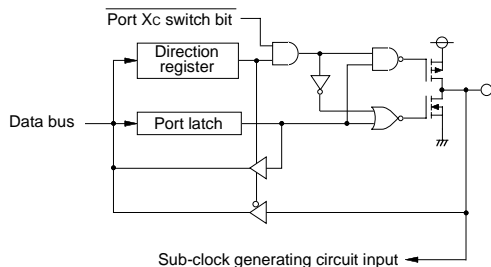 Port XC switch bit
Direction
register
Data bus
Port latch
Sub-clock generating circuit input